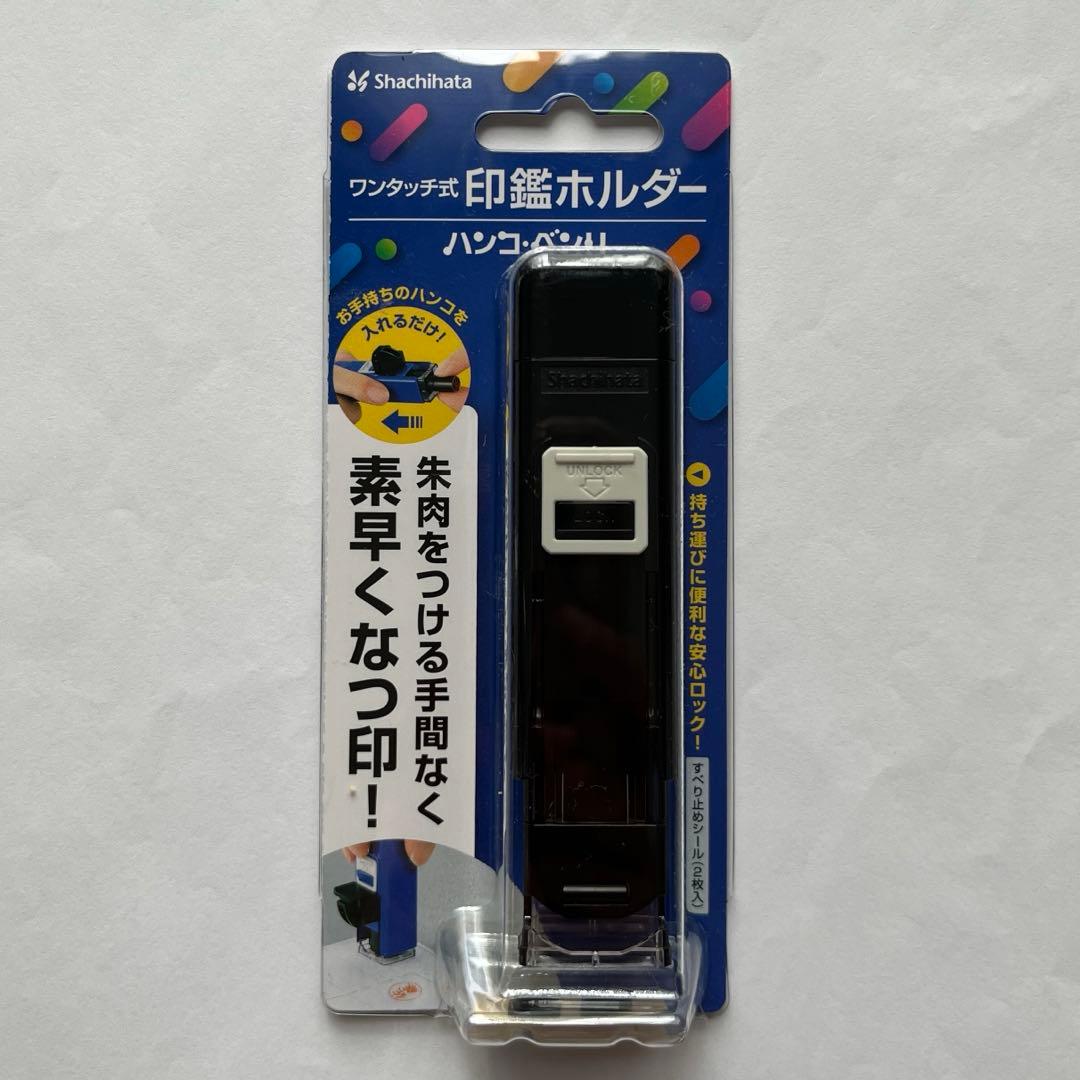 Shachihata
ワンタッチ式 印鑑ホルダー
ハンコ・ベンリ
お手持ちのハンコを
入れるだけ!
Shachihata
UNLOCK
朱肉をつける手間なく
素早くなつ印!
持ち運びに便利な安心ロック!
すべり止めシール(2枚入)